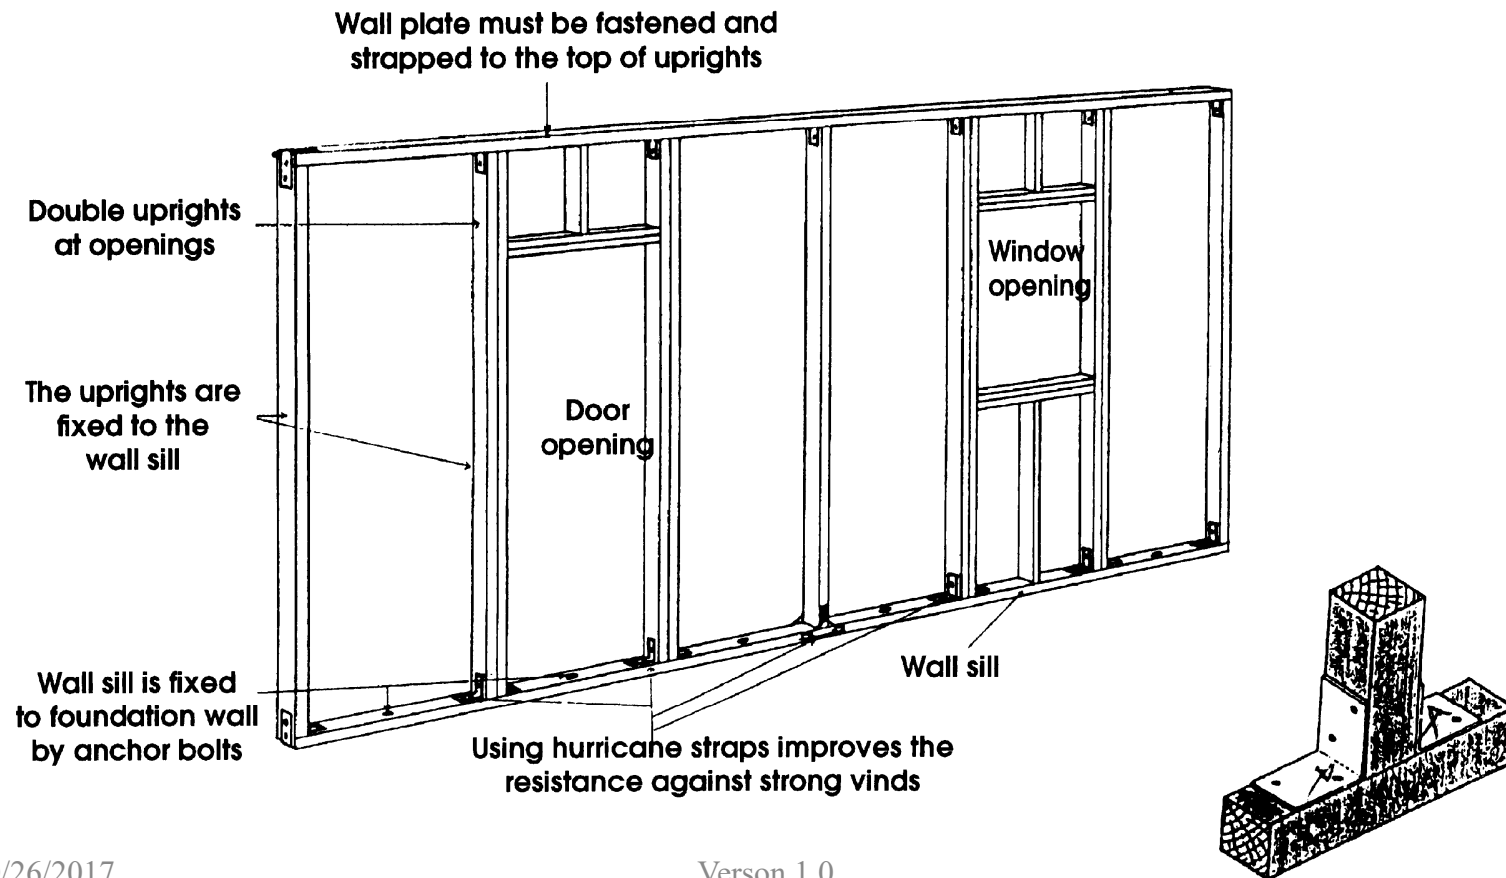 Wall plate must be fastened and
strapped to the top of uprights
Double uprights
at openings
Window
opening
The uprights are
fixed to the
wall sill
Door
opening
Wall sill
Wall sill is fixed
to foundation wall
by anchor bolts
Using hurricane straps improves the
resistance against strong vinds
/26/2017
Verson 1.0